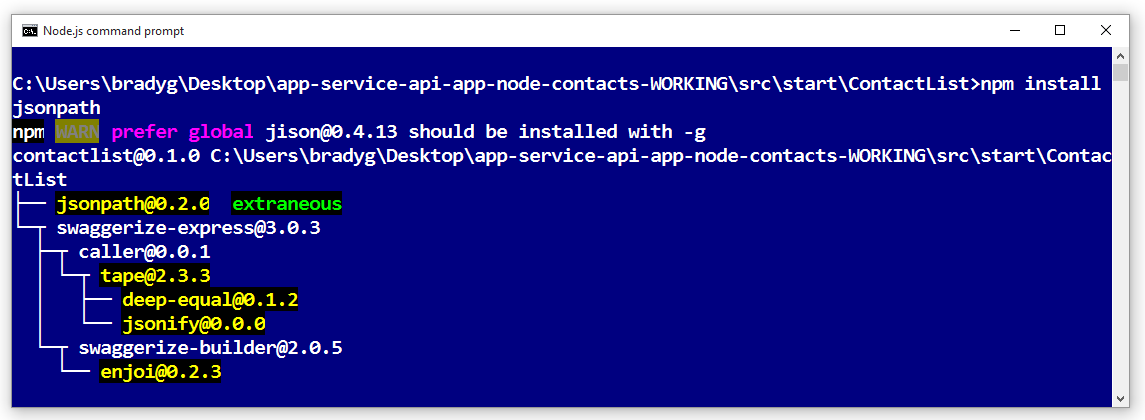 Node.js command prompt
C:\Users\bradyg\Desktop\app-service-api-app-node-contacts-WORKING\src\start\ContactList>npm install
jsonpath
npm WARN prefer global jison@0.4.13 should be installed with -g
contactlist@0.1.0 C:\Users\bradyg\Desktop\app-service-api-app-node-contacts-WORKING\src\start\Contac
tList
├── jsonpath@0.2.0  extraneous
└─┬ swaggerize-express@3.0.3
  ├─┬ caller@0.0.1
  │ └─┬ tape@2.3.3
  │   ├── deep-equal@0.1.2
  │   └── jsonify@0.0.0
  └─┬ swaggerize-builder@2.0.5
    └── enjoi@0.2.3